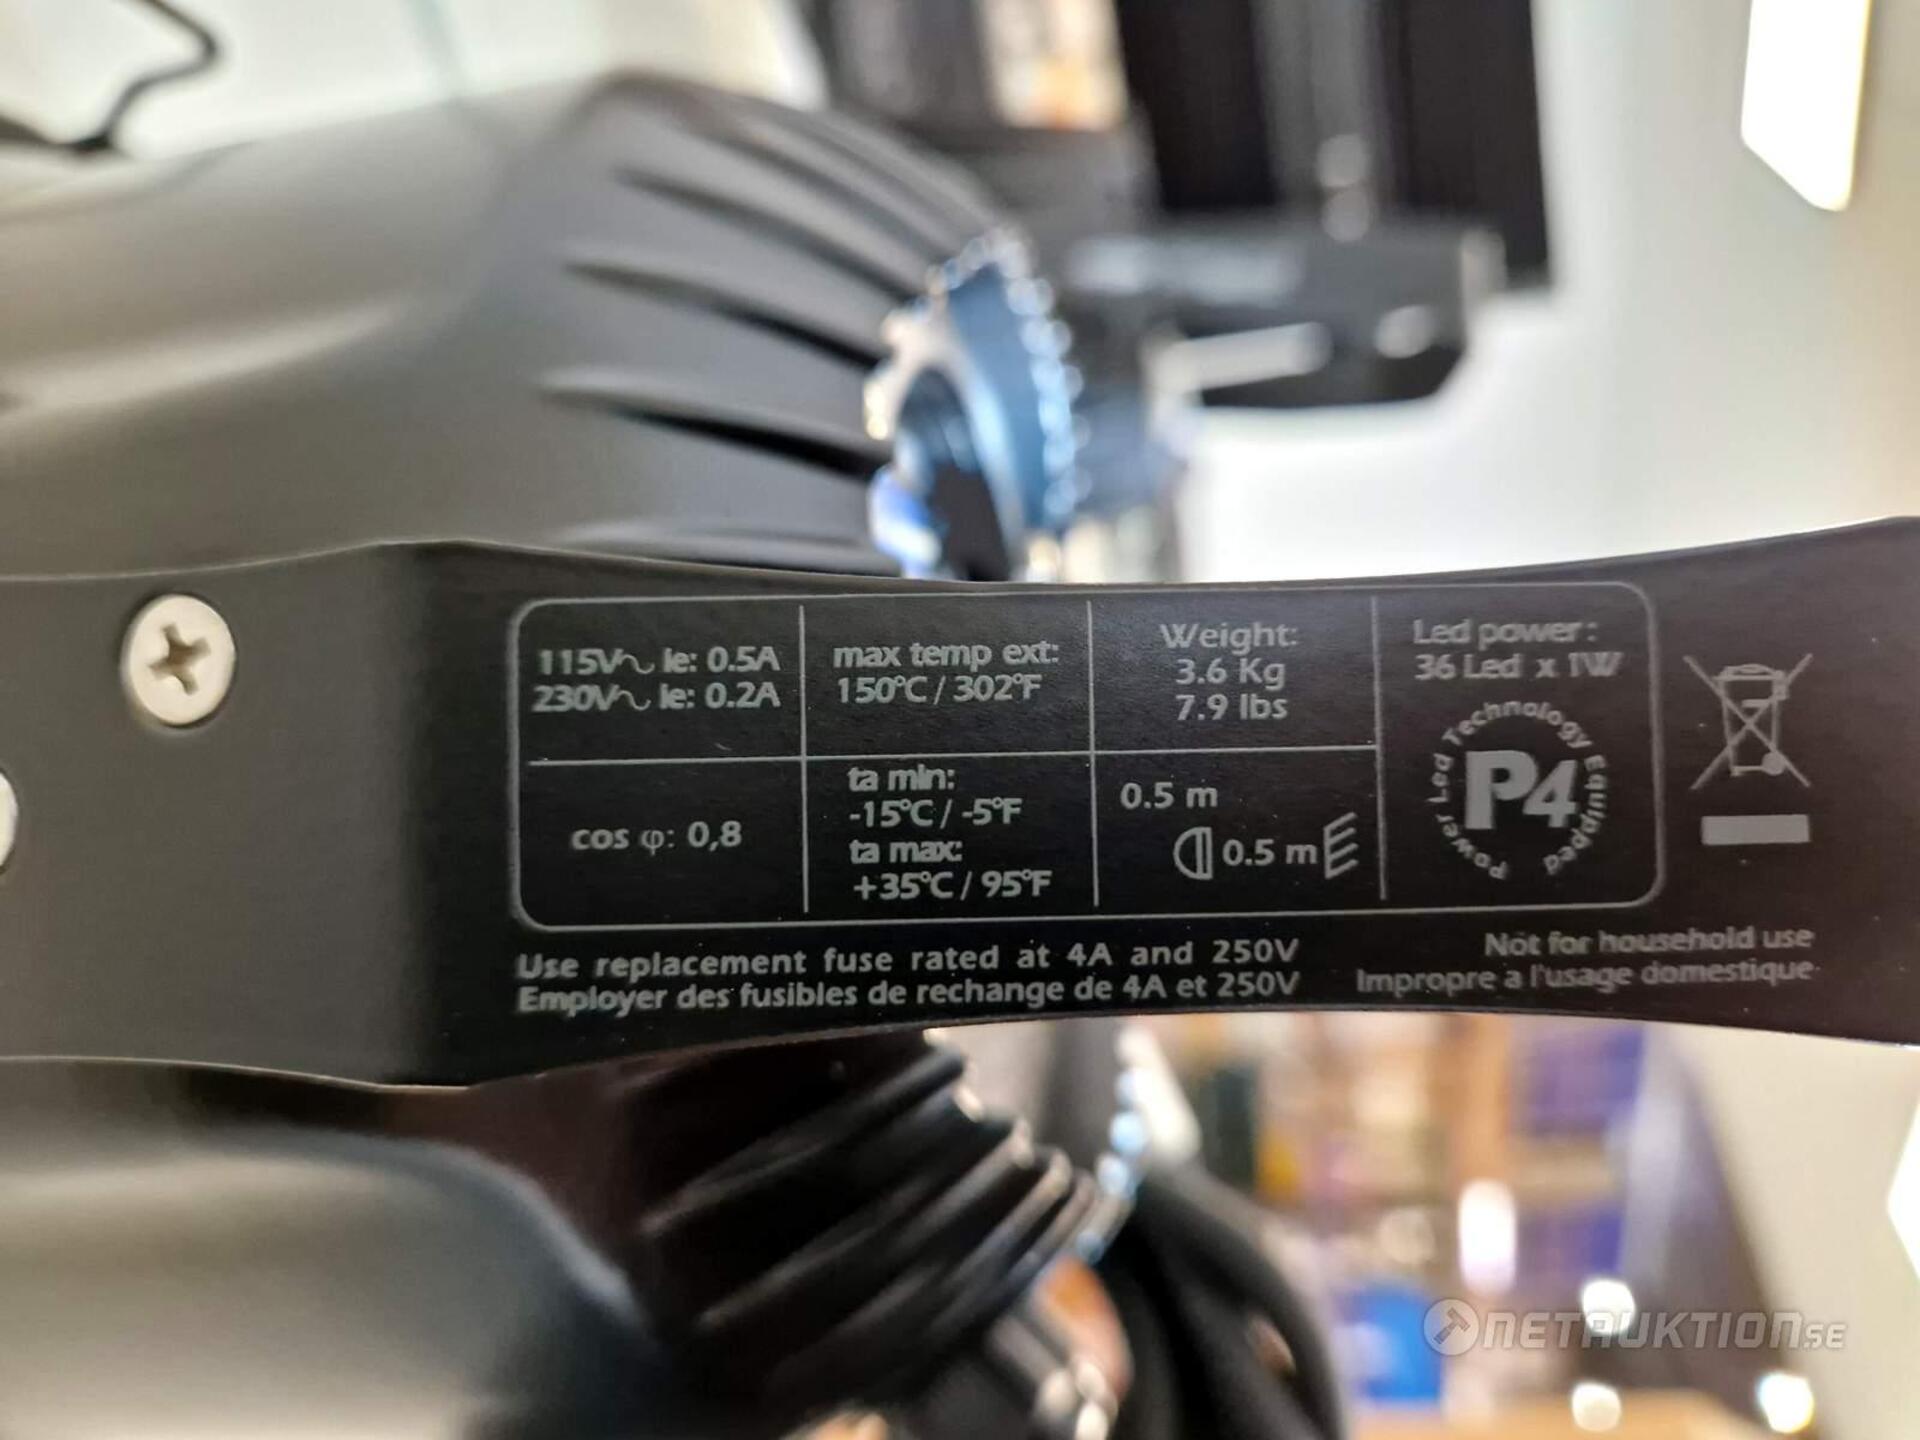 115V~ Ie: 0.5A
230V~ Ie: 0.2A
max temp ext:
150°C / 302°F
Weight:
3.6 Kg
7.9 lbs
Led power:
36 Led x 1W
cos φ: 0,8
ta min:
-15°C / -5°F
ta max:
+35°C / 95°F
0.5 m
0.5 m
Power Led Technology Equipped
P4
Use replacement fuse rated at 4A and 250V
Employer des fusibles de rechange de 4A et 250V
Not for household use
Impropre a l'usage domestique
NETAUKTION.SE